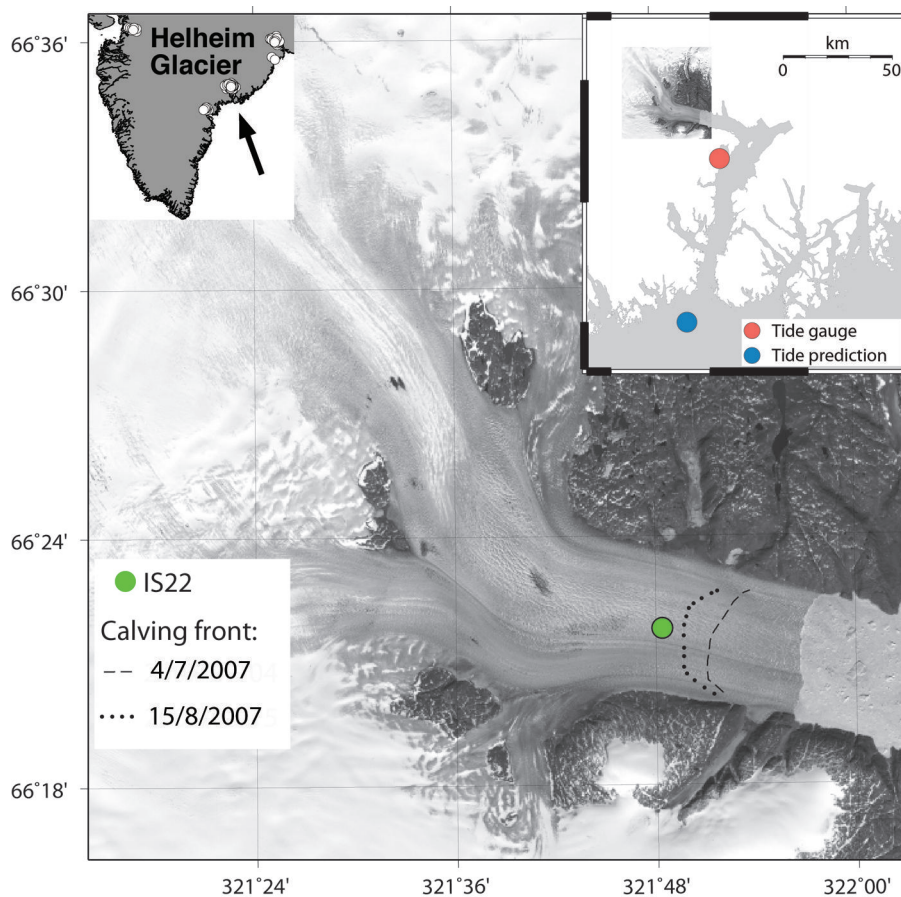 66°36'
Helheim
Glacier
km
0 50
Tide gauge
Tide prediction
66°30'
66°24'
IS22
Calving front:
4/7/2007
15/8/2007
66°18'
321°24' 321°36' 321°48' 322°00'